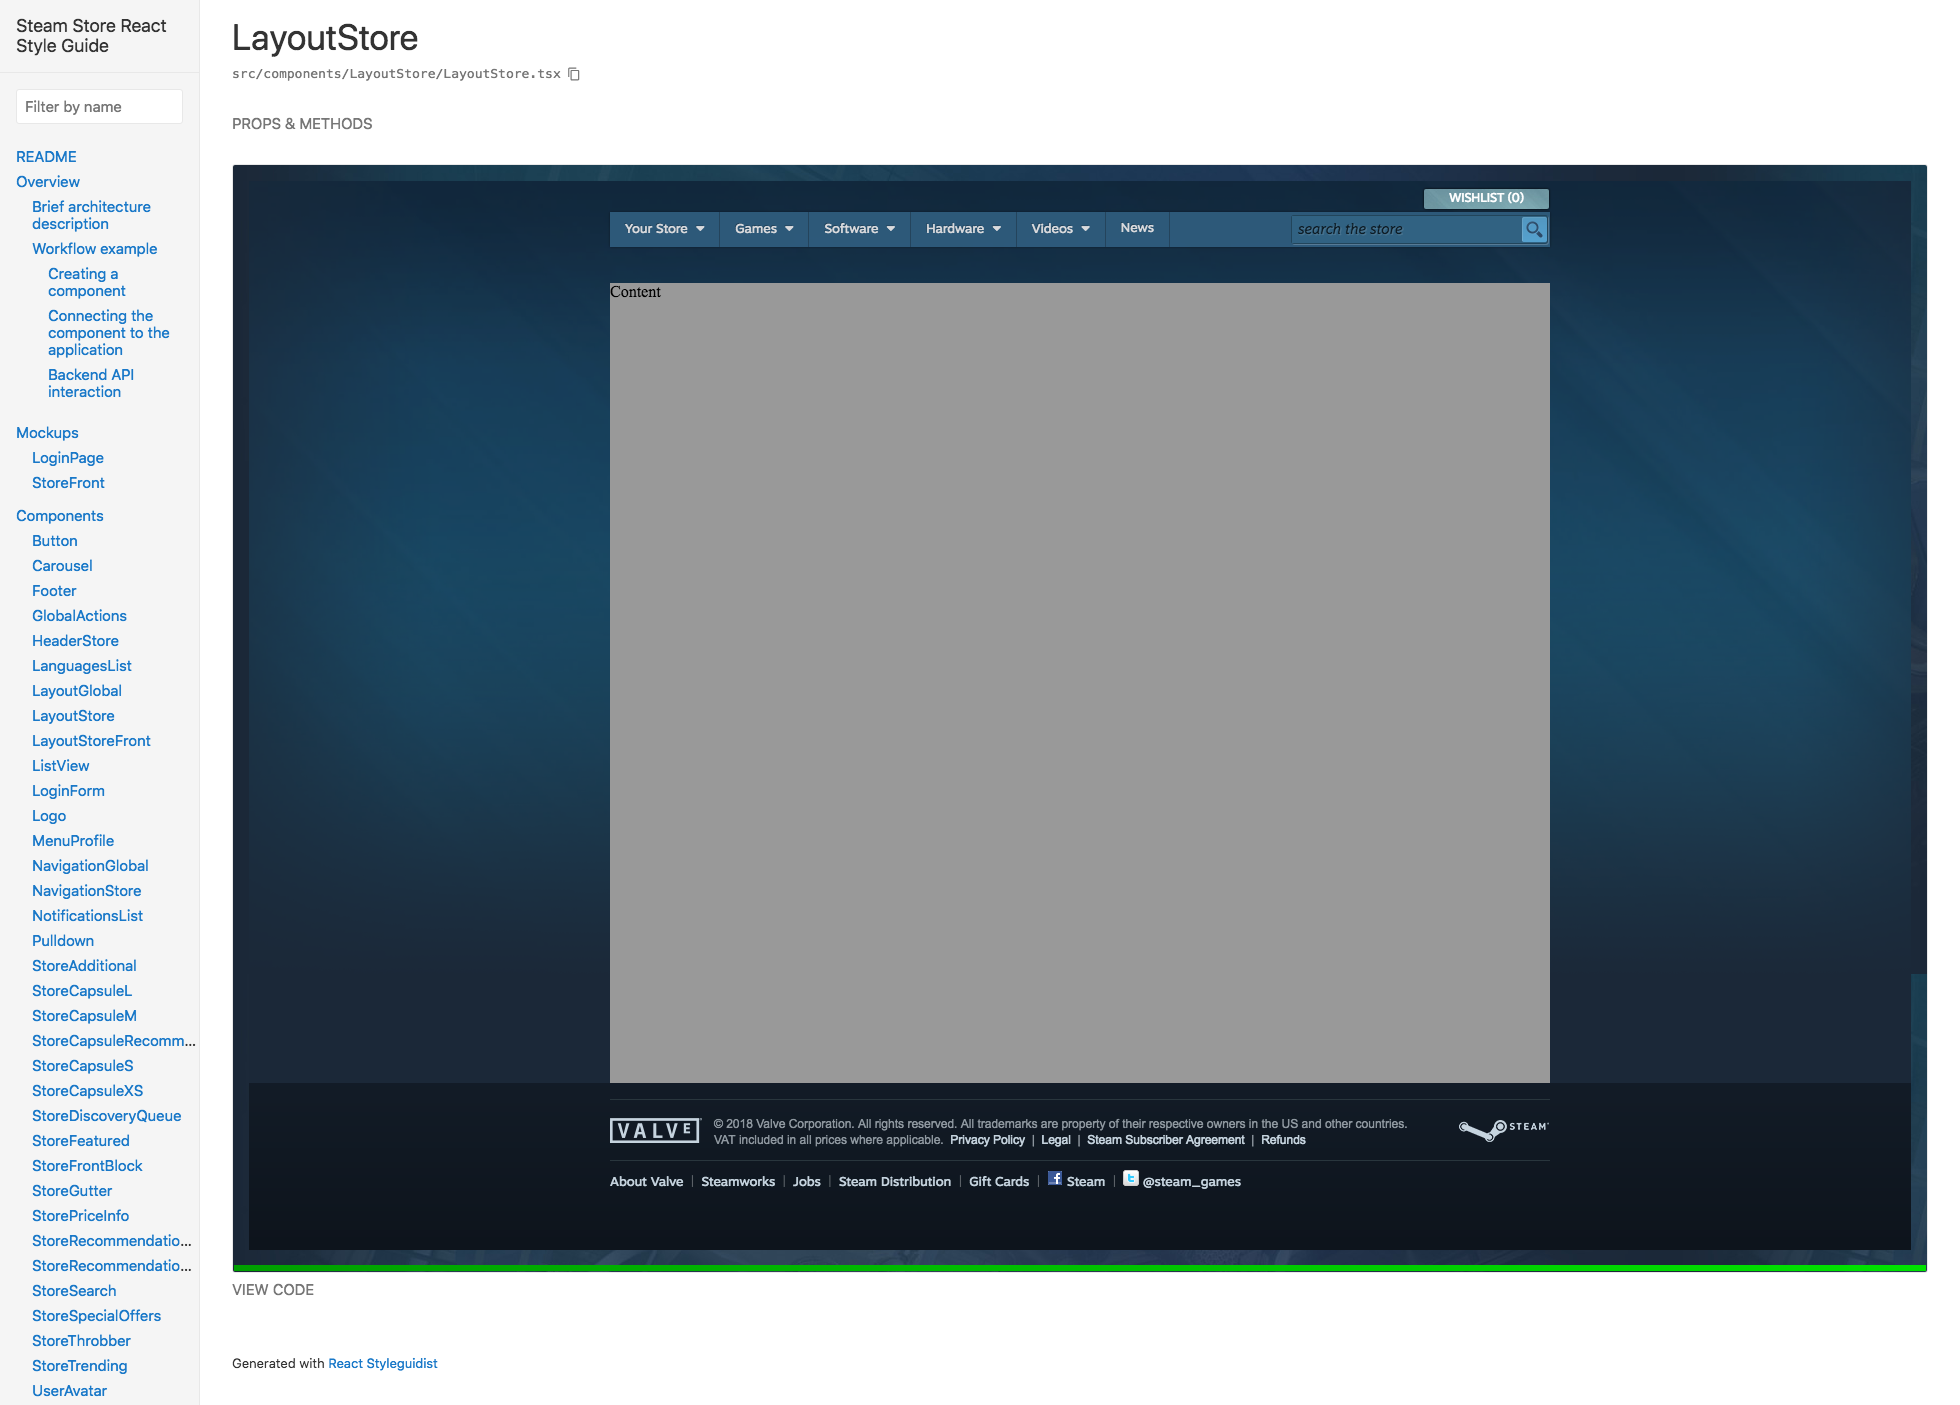 Steam Store React
Style Guide
Filter by name
README
Overview
Brief architecture
description
Workflow example
Creating a
component
Connecting the
component to the
application
Backend API
interaction
Mockups
LoginPage
StoreFront
Components
Button
Carousel
Footer
GlobalActions
HeaderStore
LanguagesList
LayoutGlobal
LayoutStore
LayoutStoreFront
ListView
LoginForm
Logo
MenuProfile
NavigationGlobal
NavigationStore
NotificationsList
Pulldown
StoreAdditional
StoreCapsuleL
StoreCapsuleM
StoreCapsuleRecomm...
StoreCapsuleS
StoreCapsuleXS
StoreDiscoveryQueue
StoreFeatured
StoreFrontBlock
StoreGutter
StorePriceInfo
StoreRecommendatio...
StoreRecommendatio...
StoreSearch
StoreSpecialOffers
StoreThrobber
StoreTrending
UserAvatar
LayoutStore
src/components/LayoutStore/LayoutStore.tsx
PROPS & METHODS
WISHLIST (0)
Your Store Games Software Hardware Videos News search the store
Content
VALVE © 2018 Valve Corporation. All rights reserved. All trademarks are property of their respective owners in the US and other countries. STEAM
VAT included in all prices where applicable. Privacy Policy | Legal | Steam Subscriber Agreement | Refunds
About Valve | Steamworks | Jobs | Steam Distribution | Gift Cards | f Steam | t @steam_games
VIEW CODE
Generated with React Styleguidist